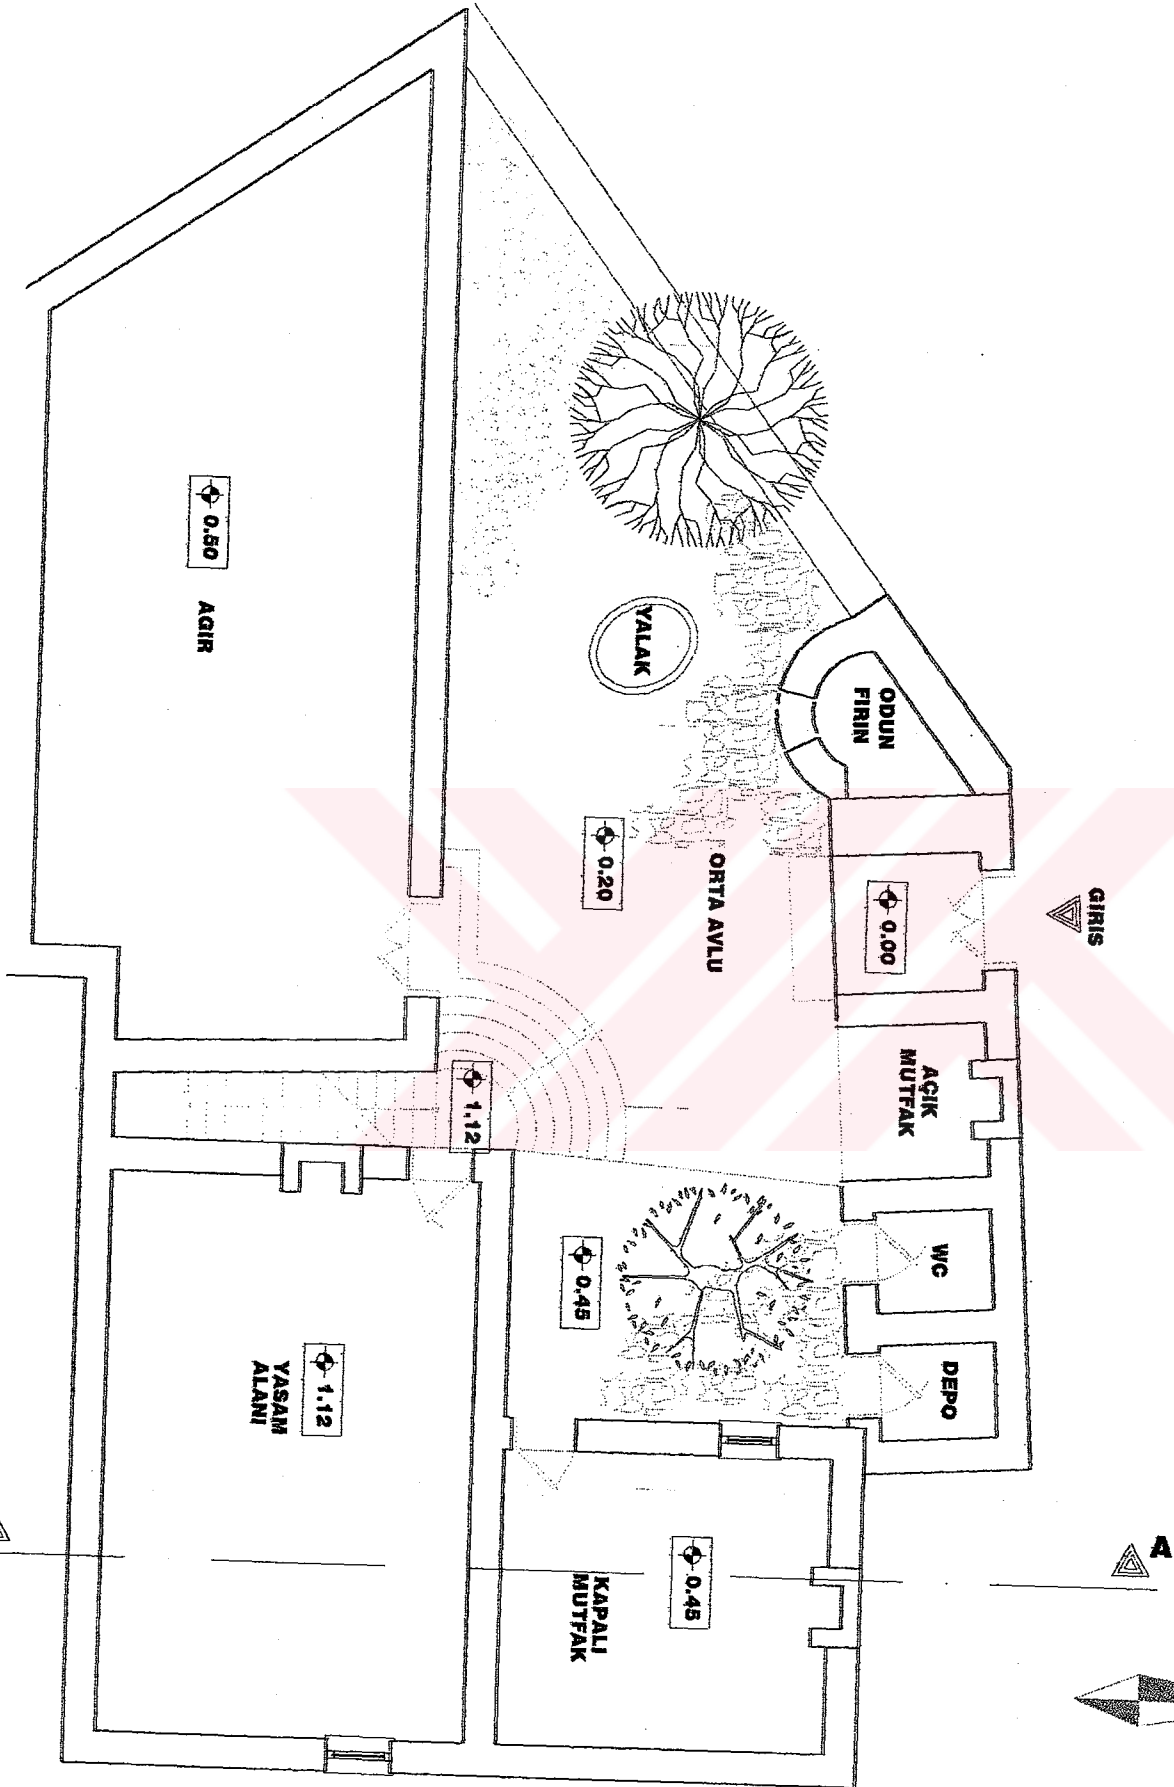 GIRIS
A
ODUN
FIRIN
0.00
AÇIK
MUTFAK
WC
DEPO
YALAK
ORTA AVLU
0.20
0.45
0.45
KAPALI
MUTFAK
0.50
AGIR
1.12
1.12
YASAM
ALANI